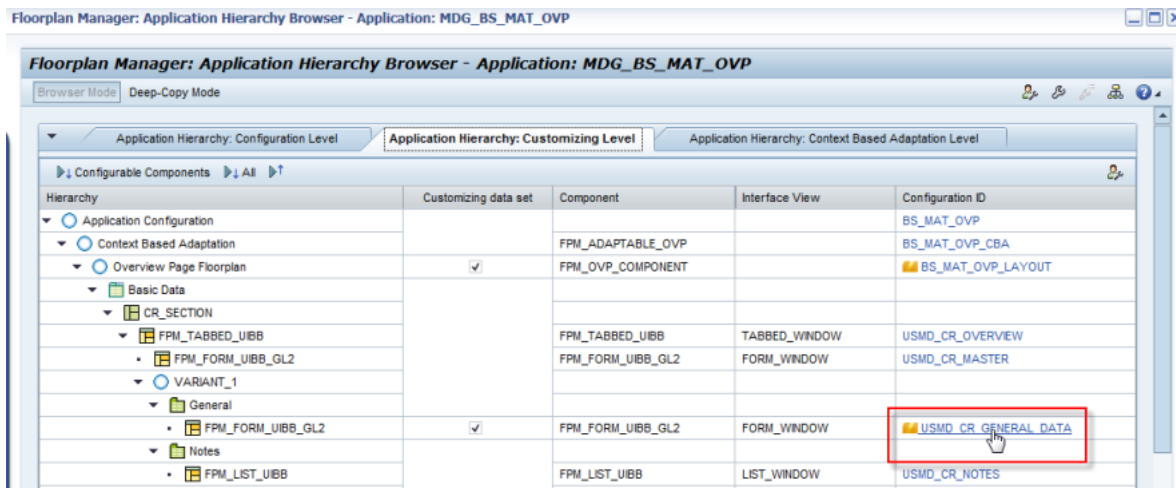 Floorplan Manager: Application Hierarchy Browser - Application: MDG_BS_MAT_OVP
Floorplan Manager: Application Hierarchy Browser - Application: MDG_BS_MAT_OVP
Browser Mode Deep-Copy Mode
Application Hierarchy: Configuration Level Application Hierarchy: Customizing Level Application Hierarchy: Context Based Adaptation Level
Configurable Components All
Hierarchy Customizing data set Component Interface View Configuration ID
Application Configuration BS_MAT_OVP
Context Based Adaptation FPM_ADAPTABLE_OVP BS_MAT_OVP_CBA
Overview Page Floorplan FPM_OVP_COMPONENT BS_MAT_OVP_LAYOUT
Basic Data
CR_SECTION
FPM_TABBED_UIBB FPM_TABBED_UIBB TABBED_WINDOW USMD_CR_OVERVIEW
FPM_FORM_UIBB_GL2 FPM_FORM_UIBB_GL2 FORM_WINDOW USMD_CR_MASTER
VARIANT_1
General
FPM_FORM_UIBB_GL2 FPM_FORM_UIBB_GL2 FORM_WINDOW USMD_CR_GENERAL_DATA
Notes
FPM_LIST_UIBB FPM_LIST_UIBB LIST_WINDOW USMD_CR_NOTES